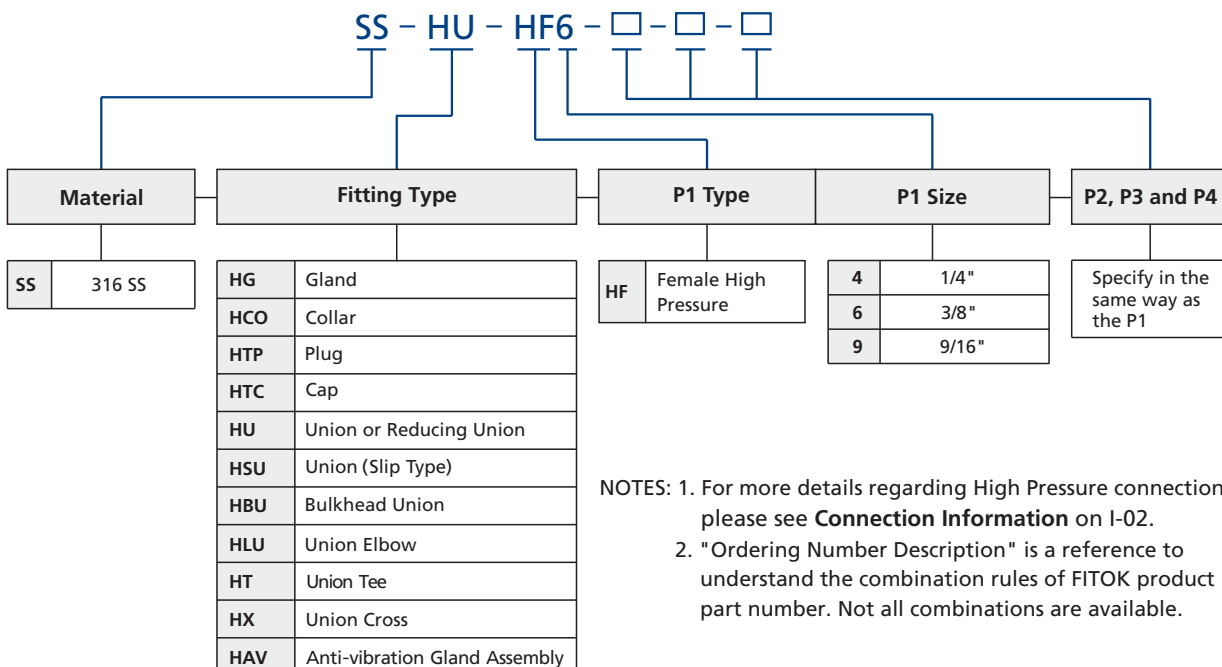 SS – HU – HF6 – □ – □ – □
Material
Fitting Type
P1 Type
P1 Size
P2, P3 and P4
SS 316 SS
HG Gland
HCO Collar
HTP Plug
HTC Cap
HU Union or Reducing Union
HSU Union (Slip Type)
HBU Bulkhead Union
HLU Union Elbow
HT Union Tee
HX Union Cross
HAV Anti-vibration Gland Assembly
HF Female High
Pressure
4 1/4"
6 3/8"
9 9/16"
Specify in the
same way as
the P1
NOTES: 1. For more details regarding High Pressure connection
please see Connection Information on I-02.
2. "Ordering Number Description" is a reference to
understand the combination rules of FITOK product
part number. Not all combinations are available.